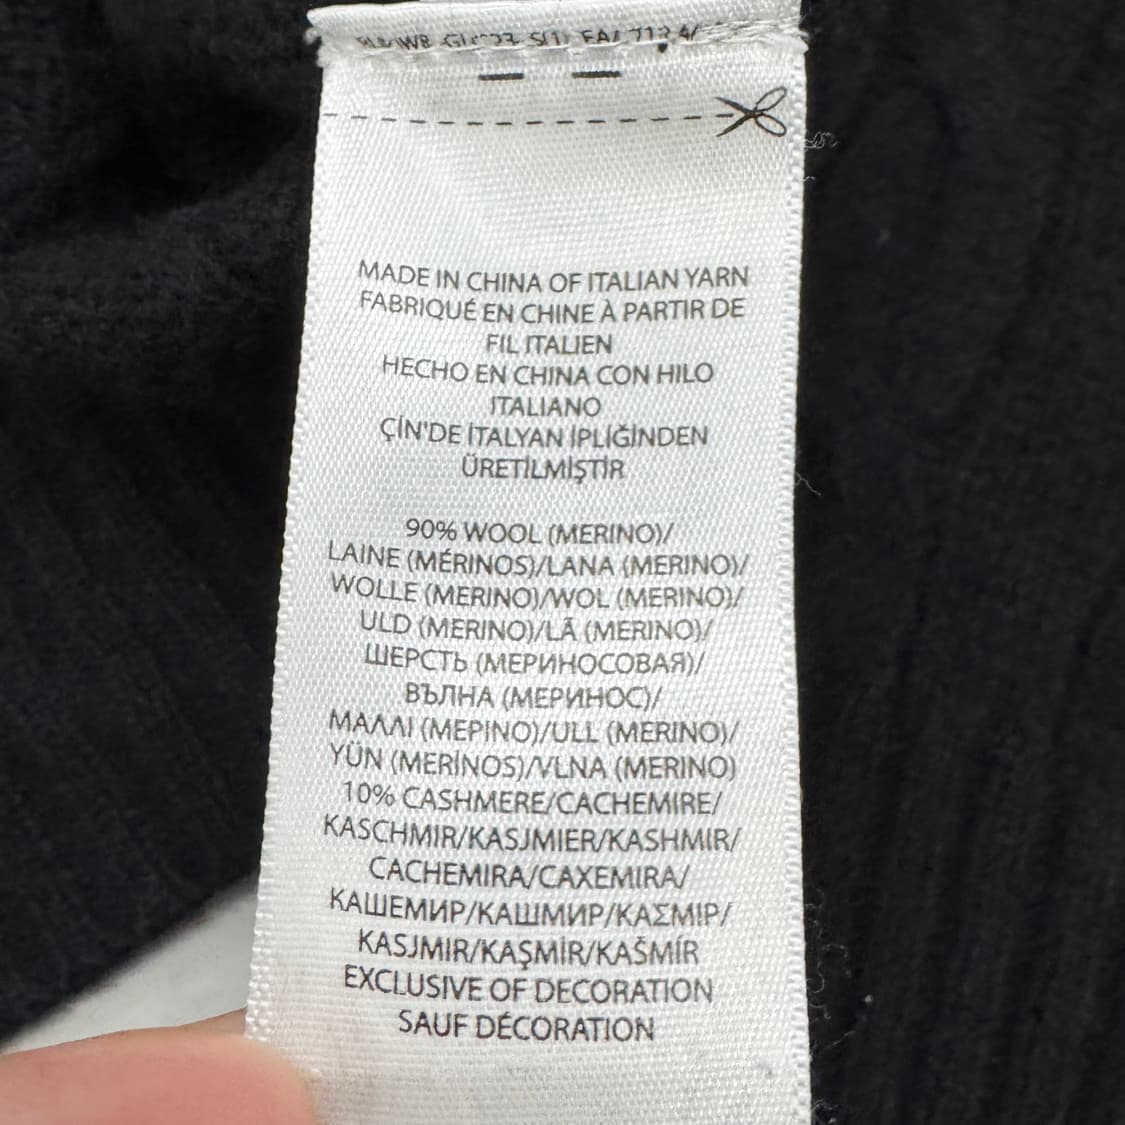 MADE IN CHINA OF ITALIAN YARN
FABRIQUÉ EN CHINE À PARTIR DE
FIL ITALIEN
HECHO EN CHINA CON HILO
ITALIANO
ÇİN'DE İTALYAN İPLİĞİNDEN
ÜRETİLMİŞTİR
90% WOOL (MERINO)/
LAINE (MÉRINOS)/LANA (MERINO)/
WOLLE (MERINO)/WOL (MERINO)/
ULD (MERINO)/LÃ (MERINO)/
ШЕРСТЬ (МЕРИНОСОВАЯ)/
ВЪЛНА (МЕРИНОС)/
ΜΑΛΛΙ (ΜΕΡΙΝΟ)/ULL (MERINO)/
YÜN (MERİNOS)/VLNA (MERINO)
10% CASHMERE/CACHEMIRE/
KASCHMIR/KASJMIER/KASHMIR/
CACHEMIRA/CAXEMIRA/
КАШЕМИР/КАШМИР/ΚΑΣΜΙΡ/
KASJMIR/KAŞMİR/KAŠMÍR
EXCLUSIVE OF DECORATION
SAUF DÉCORATION